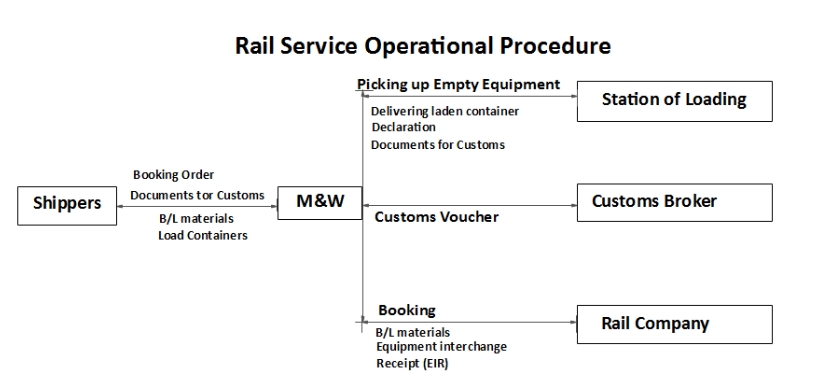 Rail Service Operational Procedure
Picking up Empty Equipment
Station of Loading
Delivering laden container
Declaration
Documents for Customs
Booking Order
Documents tor Customs
Shippers
M&W
Customs Broker
B/L materials
Load Containers
Customs Voucher
Booking
Rail Company
B/L materials
Equipment interchange
Receipt (EIR)